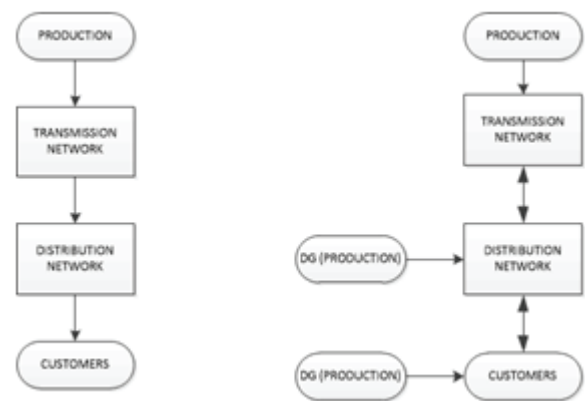 PRODUCTION
TRANSMISSION
NETWORK
DISTRIBUTION
NETWORK
CUSTOMERS
PRODUCTION
TRANSMISSION
NETWORK
DG (PRODUCTION)
DISTRIBUTION
NETWORK
DG (PRODUCTION)
CUSTOMERS